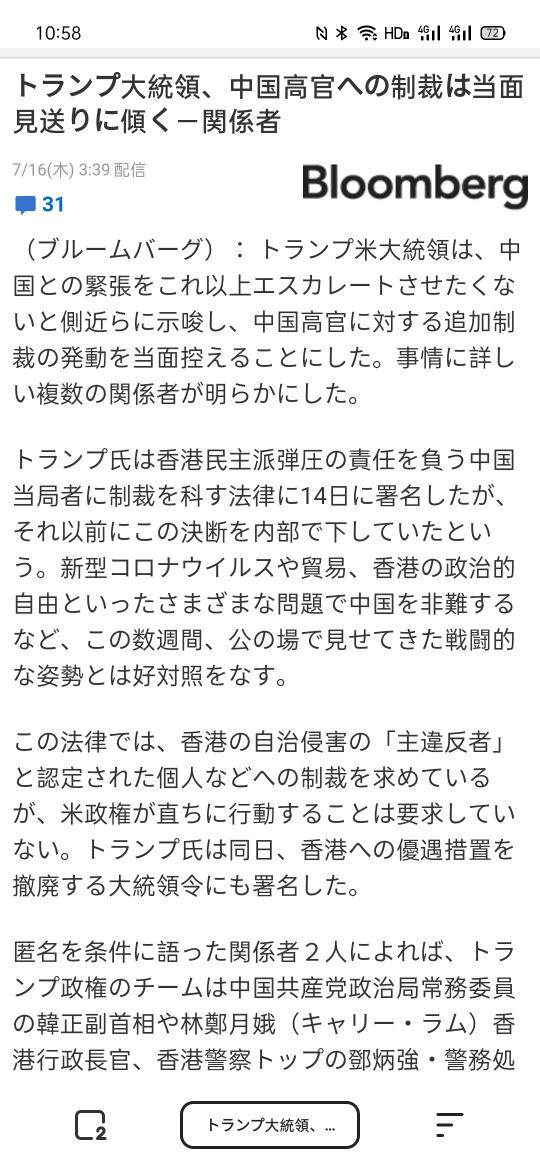 10:58
HD
4G
4G
72
トランプ大統領、中国高官への制裁は当面
見送りに傾く－関係者
7/16(木) 3:39 配信
Bloomberg
31
（ブルームバーグ）： トランプ米大統領は、中
国との緊張をこれ以上エスカレートさせたくな
いと側近らに示唆し、中国高官に対する追加制
裁の発動を当面控えることにした。事情に詳し
い複数の関係者が明らかにした。
トランプ氏は香港民主派弾圧の責任を負う中国
当局者に制裁を科す法律に14日に署名したが、
それ以前にこの決断を内部で下していたとい
う。新型コロナウイルスや貿易、香港の政治的
自由といったさまざまな問題で中国を非難する
など、この数週間、公の場で見せてきた戦闘的
な姿勢とは好対照をなす。
この法律では、香港の自治侵害の「主違反者」
と認定された個人などへの制裁を求めている
が、米政権が直ちに行動することは要求してい
ない。トランプ氏は同日、香港への優遇措置を
撤廃する大統領令にも署名した。
匿名を条件に語った関係者２人によれば、トラ
ンプ政権のチームは中国共産党政治局常務委員
の韓正副首相や林鄭月娥（キャリー・ラム）香
港行政長官、香港警察トップの鄧炳強・警務処
2
トランプ大統領、...